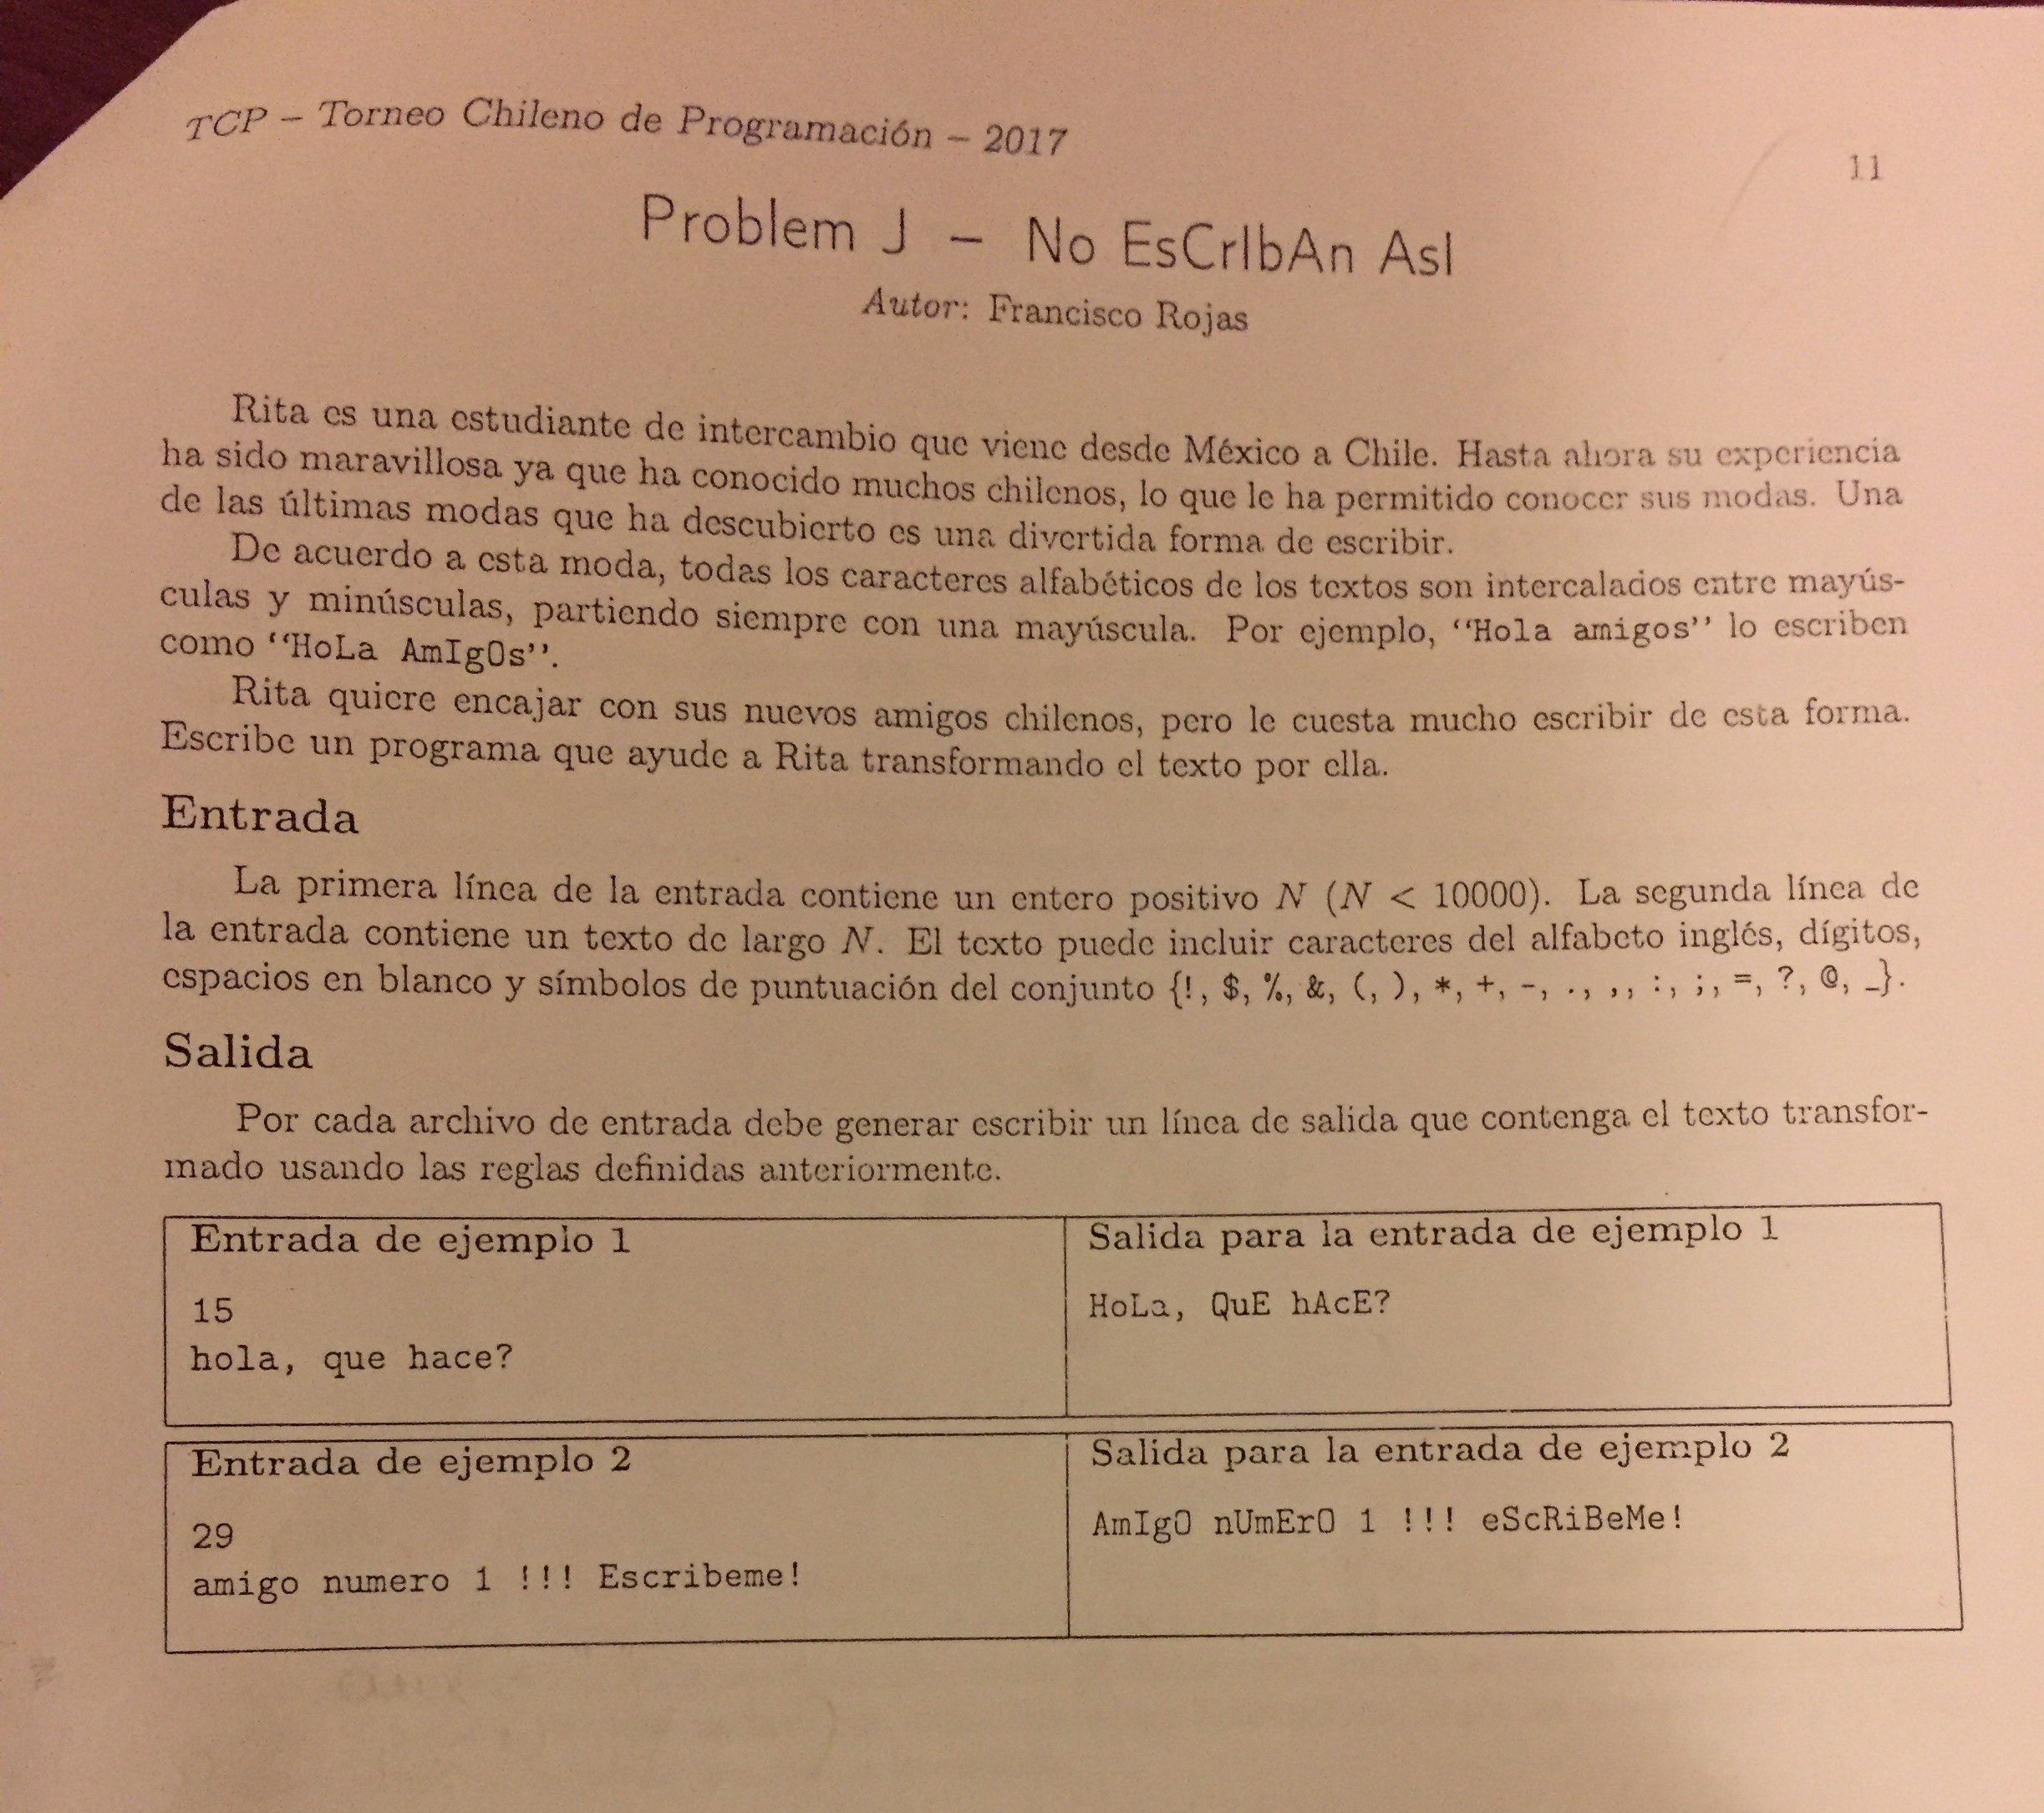 TCP – Torneo Chileno de Programación – 2017
11
Problem J – No EsCrIbAn AsI
Autor: Francisco Rojas
Rita es una estudiante de intercambio que viene desde México a Chile. Hasta ahora su experiencia
ha sido maravillosa ya que ha conocido muchos chilenos, lo que le ha permitido conocer sus modas. Una
de las últimas modas que ha descubierto es una divertida forma de escribir.
De acuerdo a esta moda, todas los caracteres alfabéticos de los textos son intercalados entre mayús-
culas y minúsculas, partiendo siempre con una mayúscula. Por ejemplo, “Hola amigos” lo escriben
como “HoLa AmIgOs”.
Rita quiere encajar con sus nuevos amigos chilenos, pero le cuesta mucho escribir de esta forma.
Escribe un programa que ayude a Rita transformando el texto por ella.
Entrada
La primera línea de la entrada contiene un entero positivo N (N < 10000). La segunda línea de
la entrada contiene un texto de largo N. El texto puede incluir caracteres del alfabeto inglés, dígitos,
espacios en blanco y símbolos de puntuación del conjunto {!, $, %, &, (, ), *, +, -, ., ,, :, ;, =, ?, @, _}.
Salida
Por cada archivo de entrada debe generar escribir un línea de salida que contenga el texto transfor-
mado usando las reglas definidas anteriormente.
Entrada de ejemplo 1
15
hola, que hace?
Salida para la entrada de ejemplo 1
HoLa, QuE hAcE?
Entrada de ejemplo 2
29
amigo numero 1 !!! Escribeme!
Salida para la entrada de ejemplo 2
AmIgO nUmErO 1 !!! eScRiBeMe!